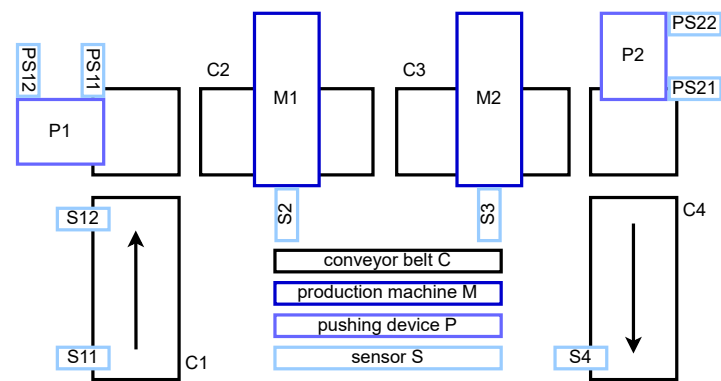 PS12
PS11
C2
M1
C3
M2
P2
PS22
PS21
P1
S12
S2
S3
C4
conveyor belt C
production machine M
pushing device P
S11
C1
sensor S
S4